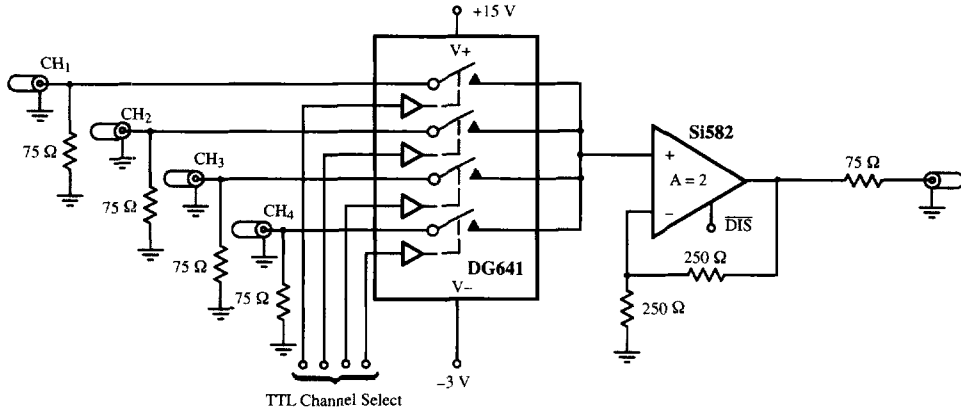 +15 V
V+
CH1
CH2
CH3
CH4
75 Ω
75 Ω
75 Ω
75 Ω
DG641
V–
–3 V
TTL Channel Select
Si582
+
A = 2
–
DIS
250 Ω
250 Ω
75 Ω